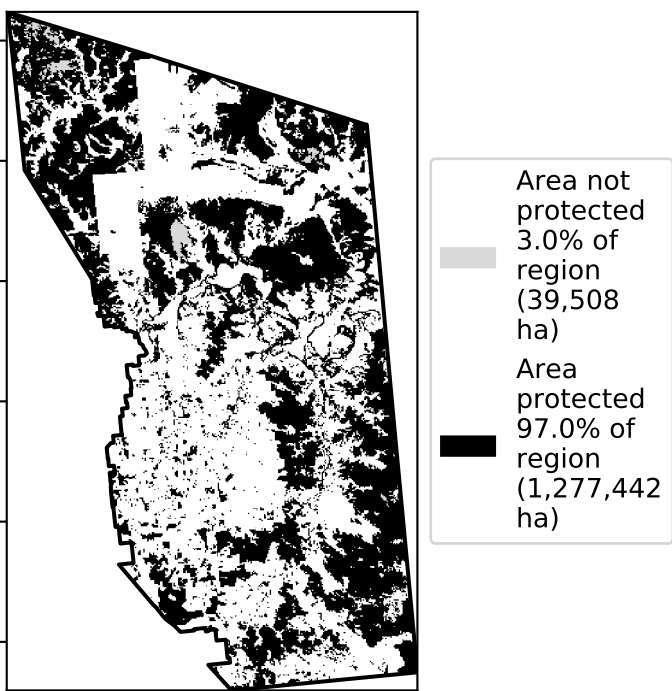 Area not
protected
3.0% of
region
(39,508
ha)
Area
protected
97.0% of
region
(1,277,442
ha)